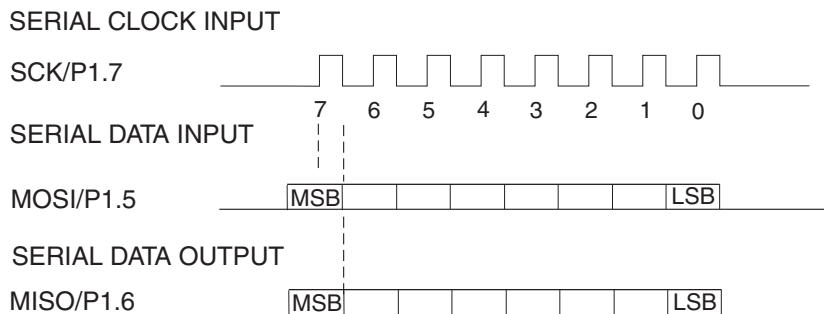 SERIAL CLOCK INPUT
SCK/P1.7
7 6 5 4 3 2 1 0
SERIAL DATA INPUT
MOSI/P1.5
MSB LSB
SERIAL DATA OUTPUT
MISO/P1.6
MSB LSB